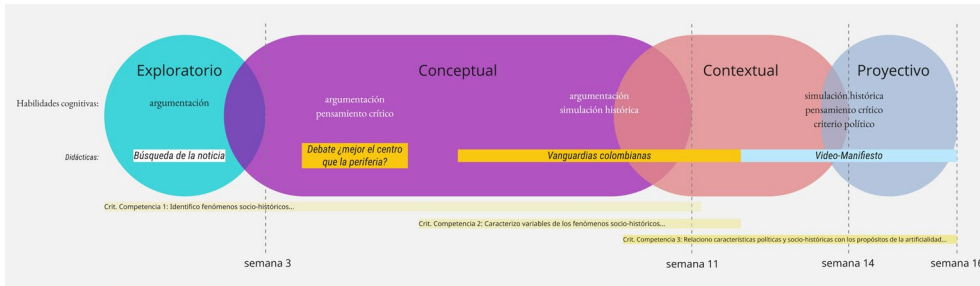 Exploratorio
Conceptual
Contextual
Proyectivo
Habilidades cognitivas:
argumentación
argumentación
pensamiento crítico
argumentación
simulación histórica
simulación histórica
pensamiento crítico
criterio político
Didácticas:
Búsqueda de la noticia
Debate ¿mejor el centro
que la periferia?
Vanguardias colombianas
Video-Manifiesto
Crit. Competencia 1: Identifico fenómenos socio-históricos...
Crit. Competencia 2: Caracterizo variables de los fenómenos socio-históricos...
Crit. Competencia 3: Relaciono características políticas y socio-históricas con los propósitos de la artificialidad...
semana 3
semana 11
semana 14
semana 16